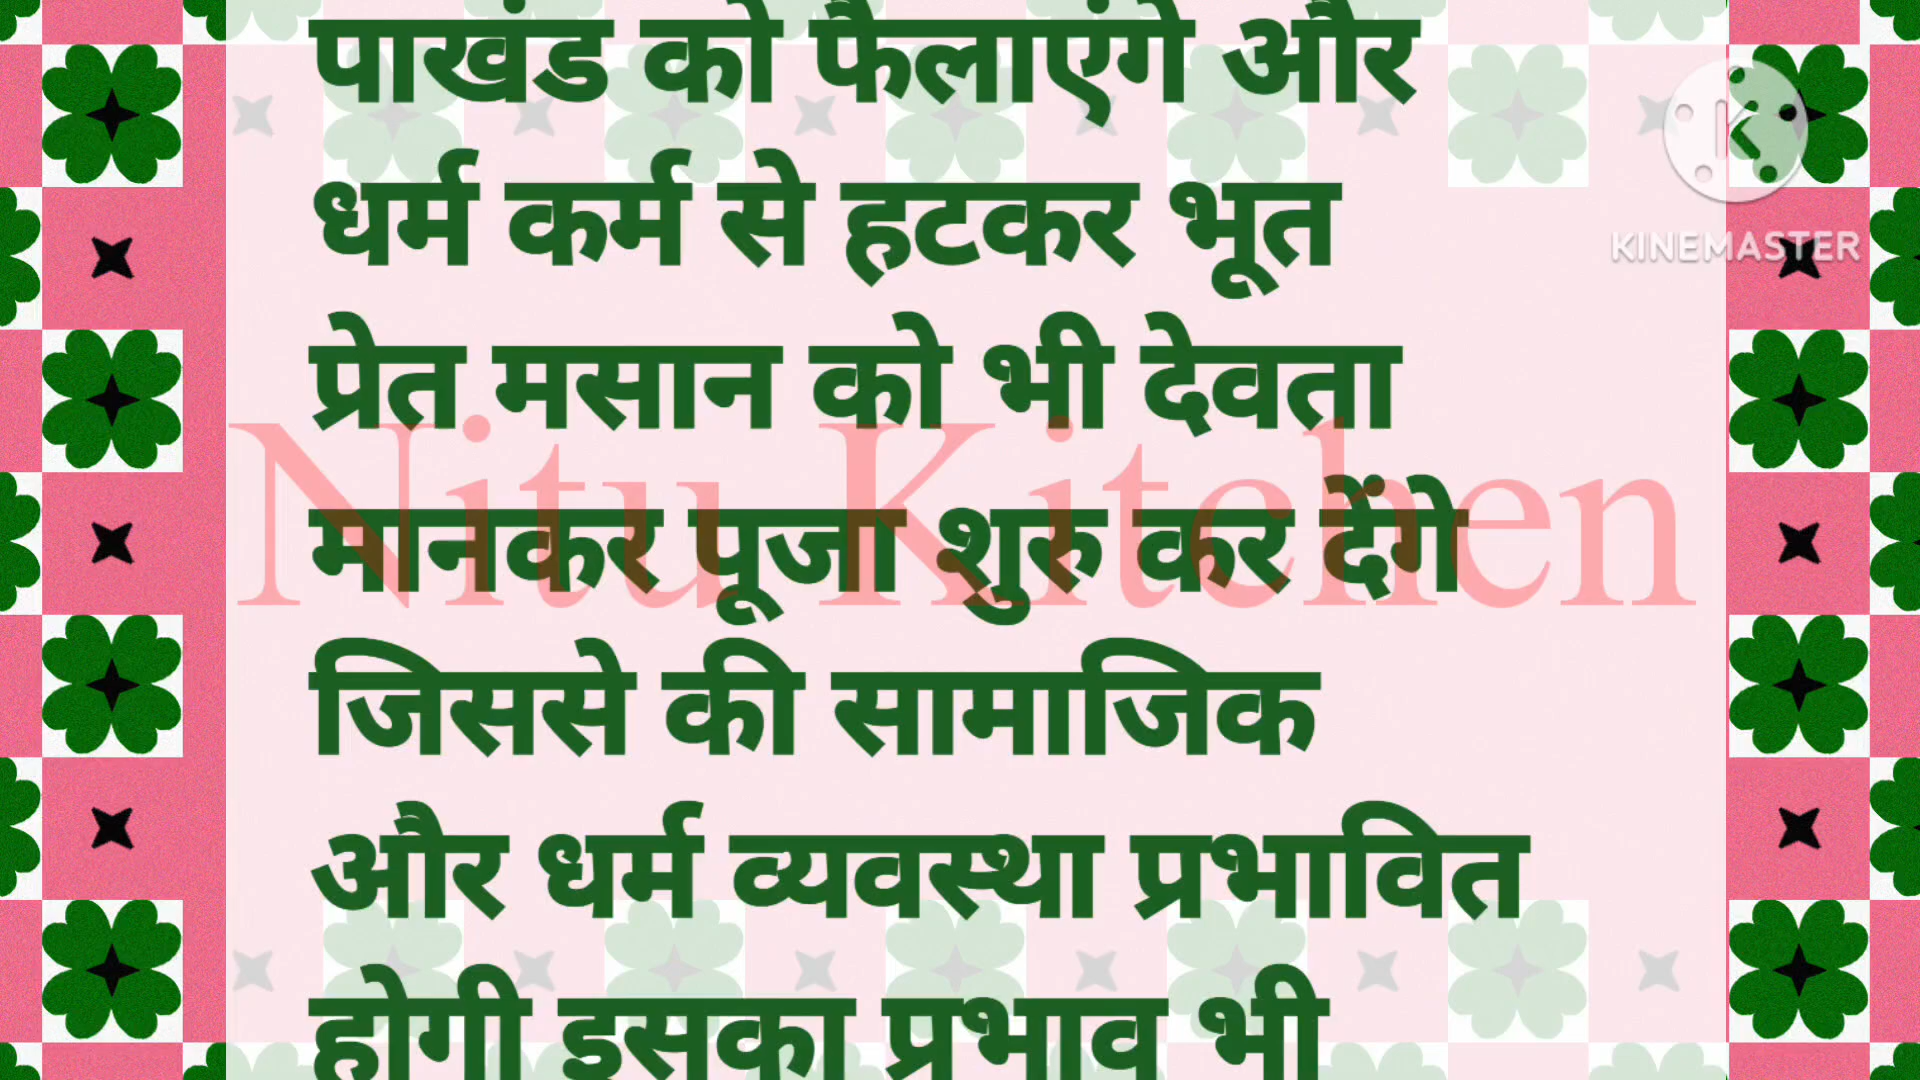 पाखंड को फैलाएंगे और
धर्म कर्म से हटकर भूत
प्रेत मसान को भी देवता
मानकर पूजा शुरु कर देंगे
जिससे की सामाजिक
और धर्म व्यवस्था प्रभावित
होगी इसका प्रभाव भी
Nitu Kitchen
KINEMASTER